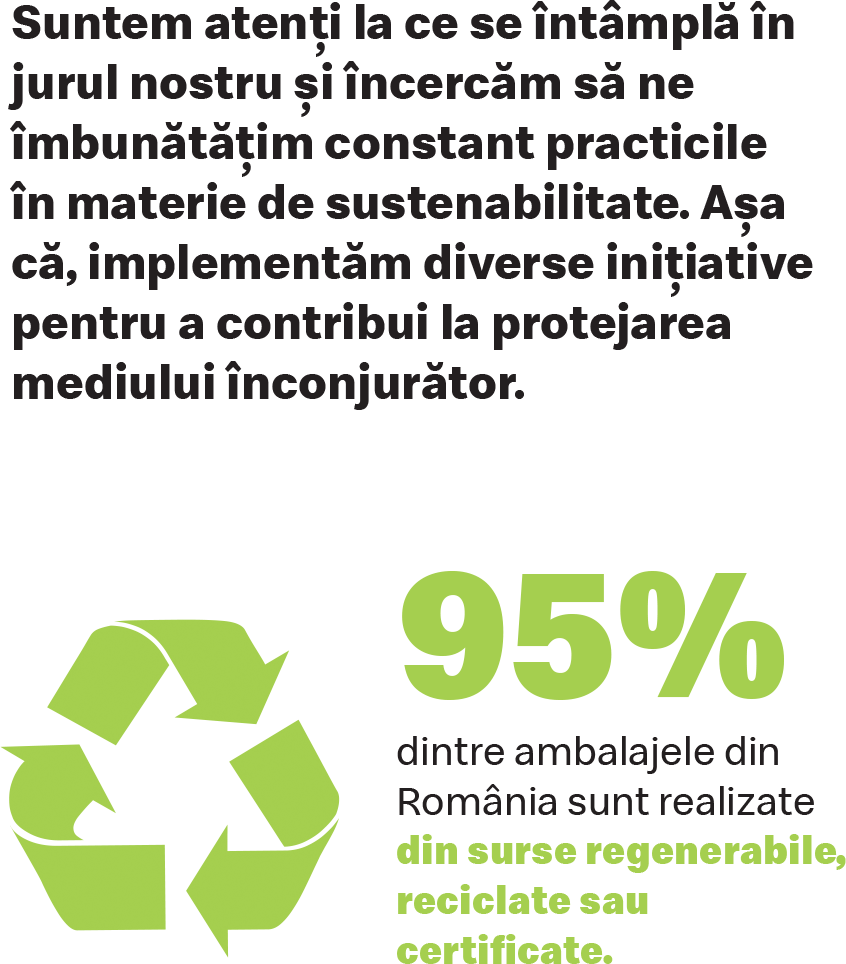 Suntem atenți la ce se întâmplă în
jurul nostru și încercăm să ne
îmbunătățim constant practicile
în materie de sustenabilitate. Așa
că, implementăm diverse inițiative
pentru a contribui la protejarea
mediului înconjurător.
95%
dintre ambalajele din
România sunt realizate
din surse regenerabile,
reciclate sau
certificate.